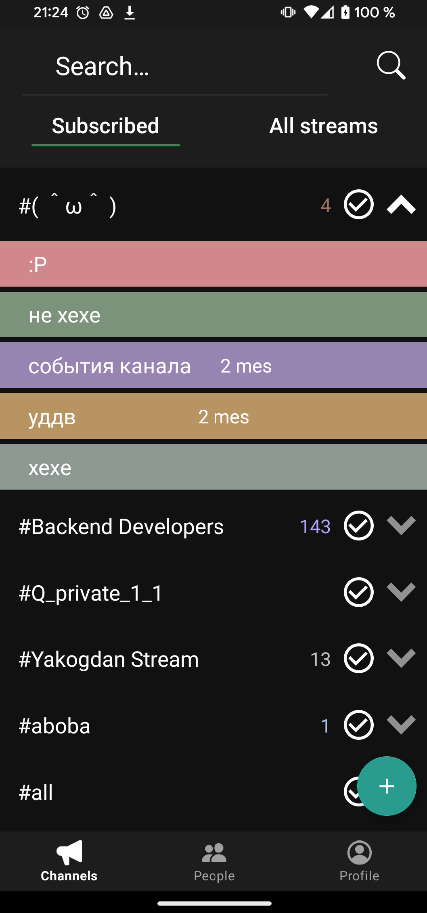 21:24 100 %
Search…
Subscribed All streams
#( ＾ω＾ ) 4
:P
не хехе
события канала 2 mes
уддв 2 mes
хехе
#Backend Developers 143
#Q_private_1_1
#Yakogdan Stream 13
#aboba 1
#all
+
Channels People Profile